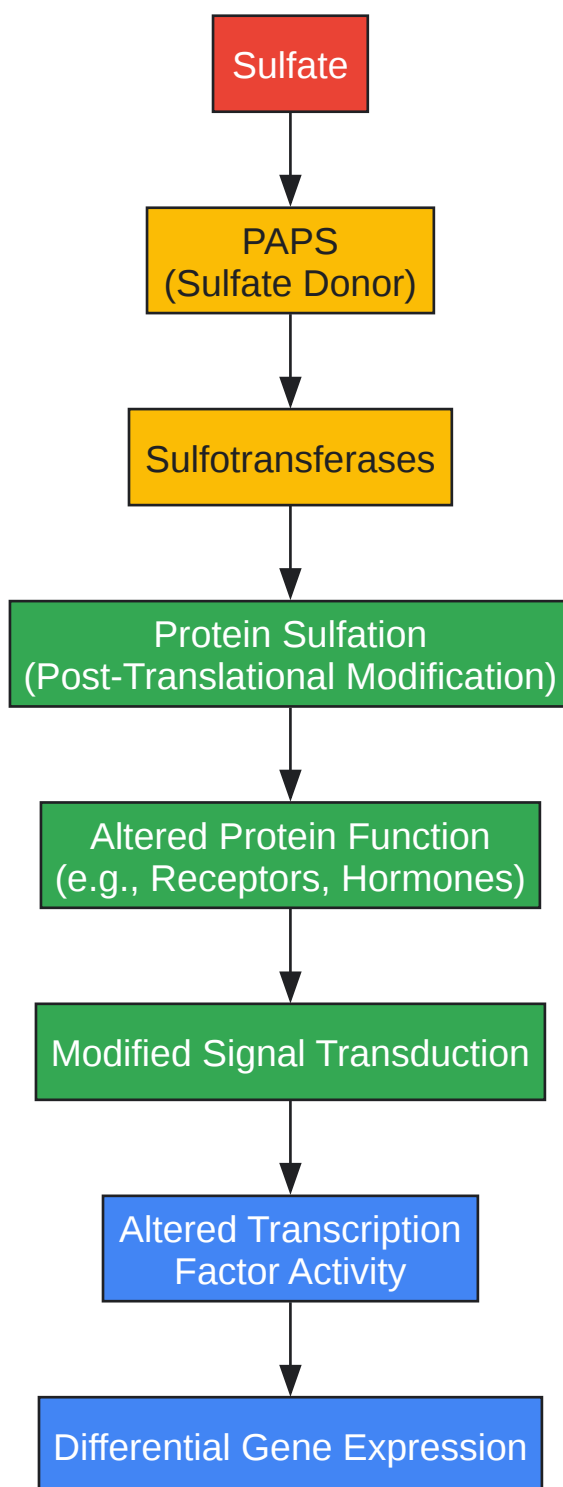 Sulfate
PAPS
(Sulfate Donor)
Sulfotransferases
Protein Sulfation
(Post-Translational Modification)
Altered Protein Function
(e.g., Receptors, Hormones)
Modified Signal Transduction
Altered Transcription
Factor Activity
Differential Gene Expression